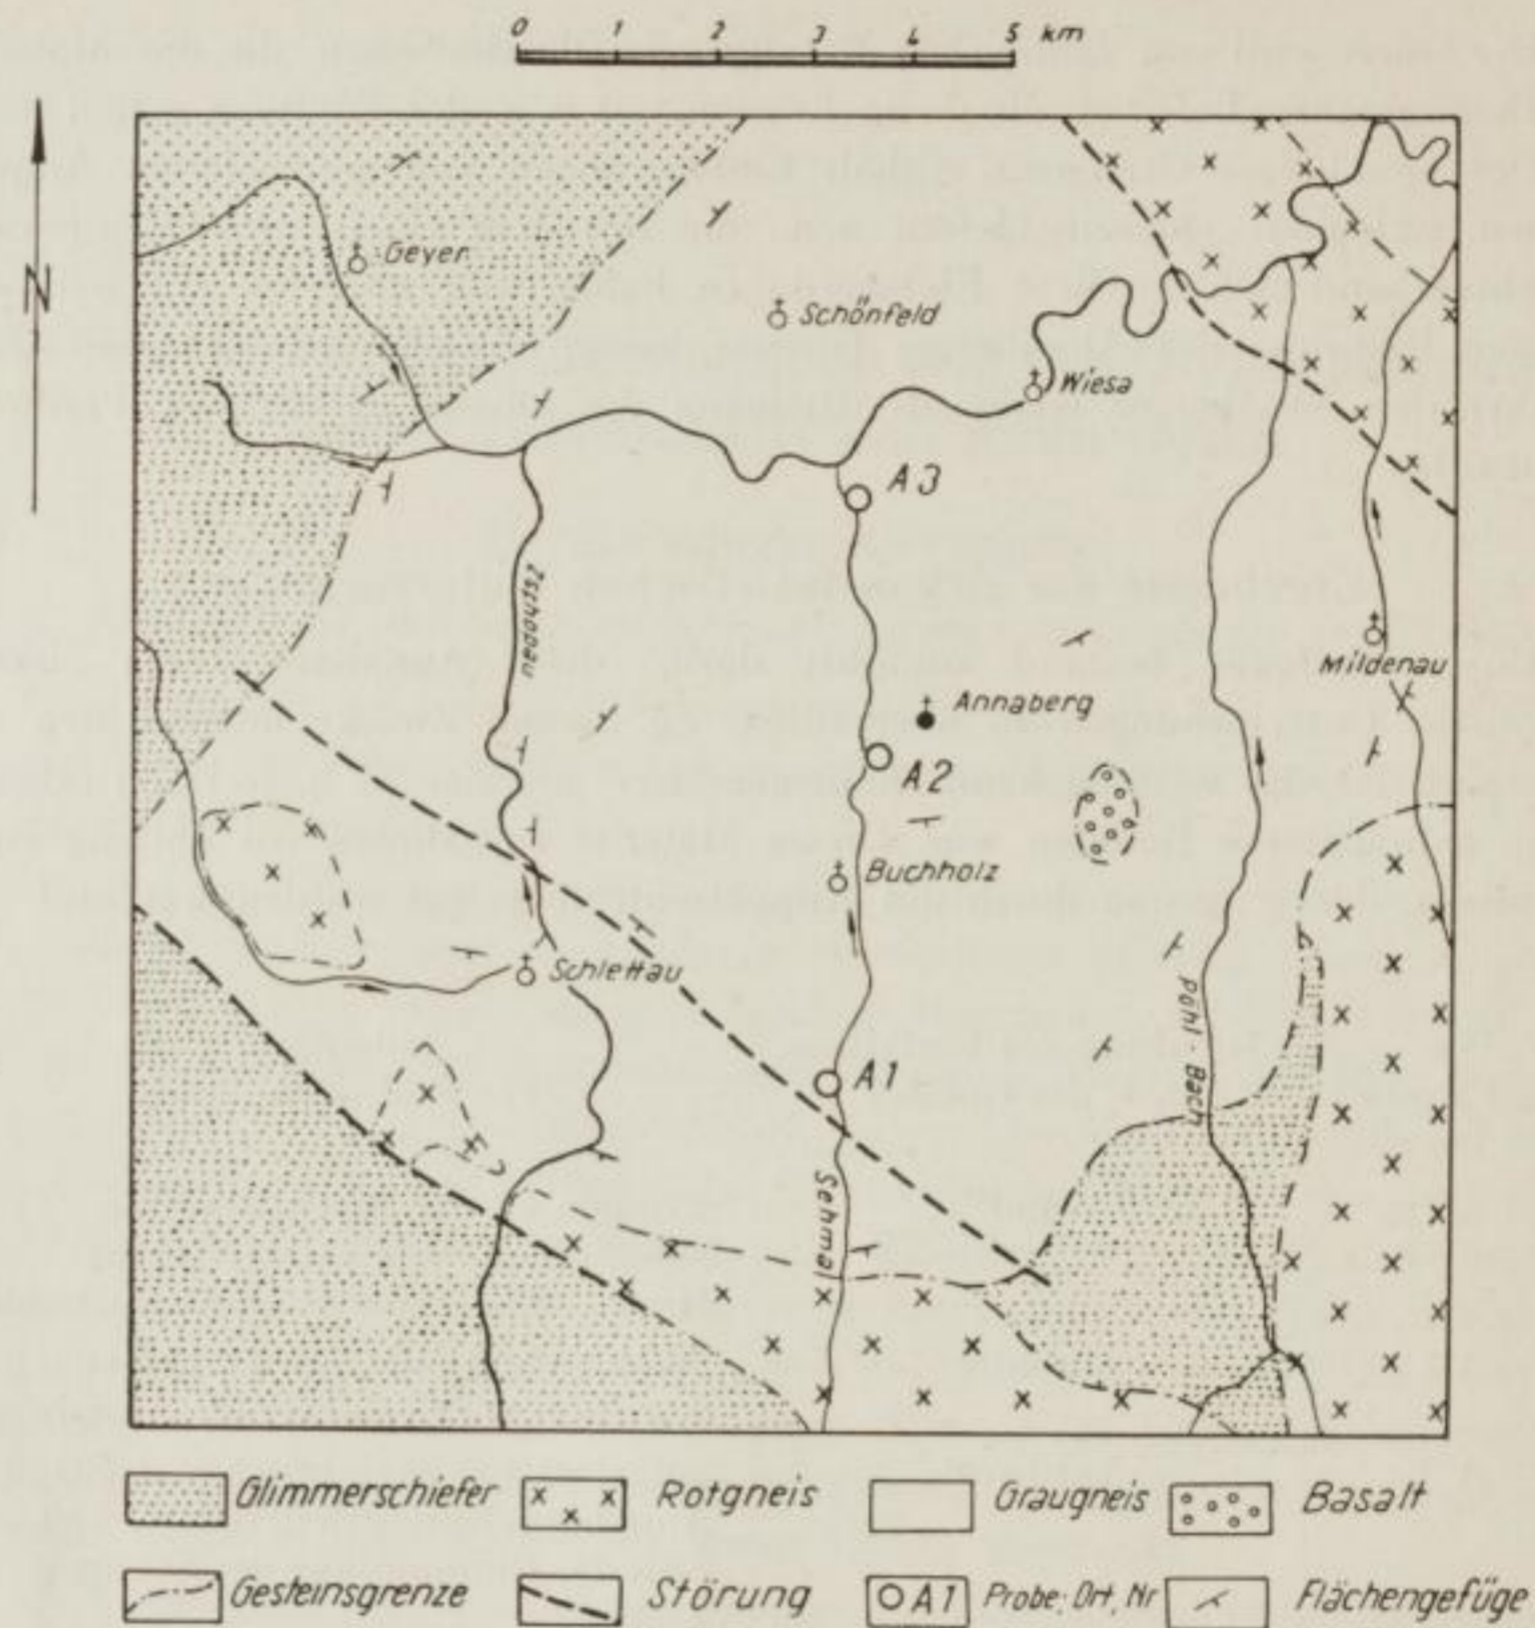 0 1 2 3 4 5 km
N
Geyer
Schönfeld
Wiesa
A3
Zschopau
Mildenau
Annaberg
A2
Buchholz
Schlettau
Pöhl-Bach
A1
Sehma
Glimmerschiefer Rotgneis Graugneis Basalt
Gesteinsgrenze Störung A1 Probe; Ort, Nr Flächengefüge